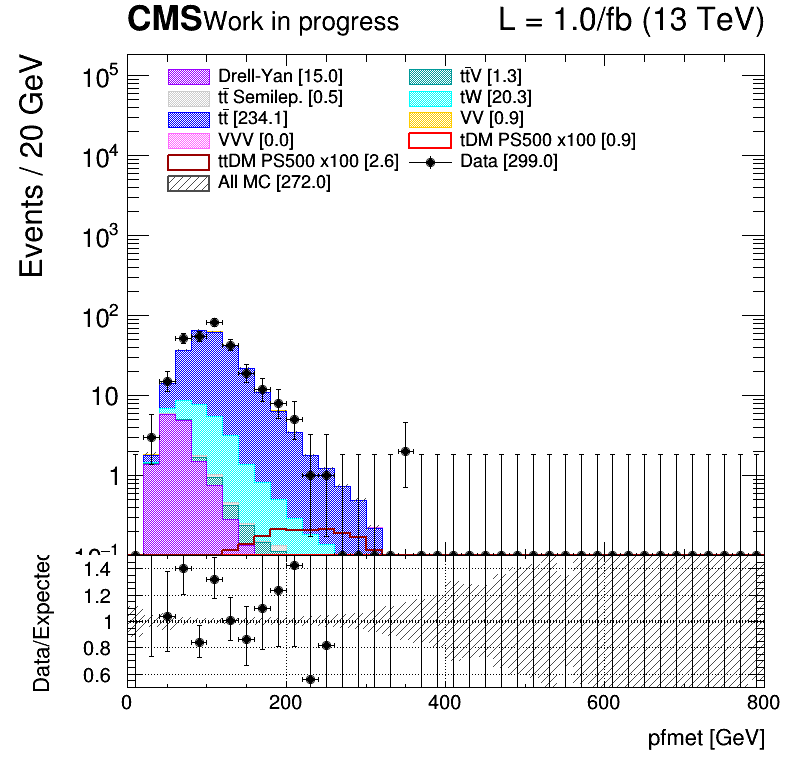 CMS Work in progress L = 1.0/fb (13 TeV)
Events / 20 GeV
10⁵
10⁴
10³
10²
10
1
10⁻¹
Drell-Yan [15.0] tt̄V [1.3]
tt̄ Semilep. [0.5] tW [20.3]
tt̄ [234.1] VV [0.9]
VVV [0.0] tDM PS500 x100 [0.9]
ttDM PS500 x100 [2.6] Data [299.0]
All MC [272.0]
Data/Expected
1.4
1.2
1
0.8
0.6
0 200 400 600 800
pfmet [GeV]